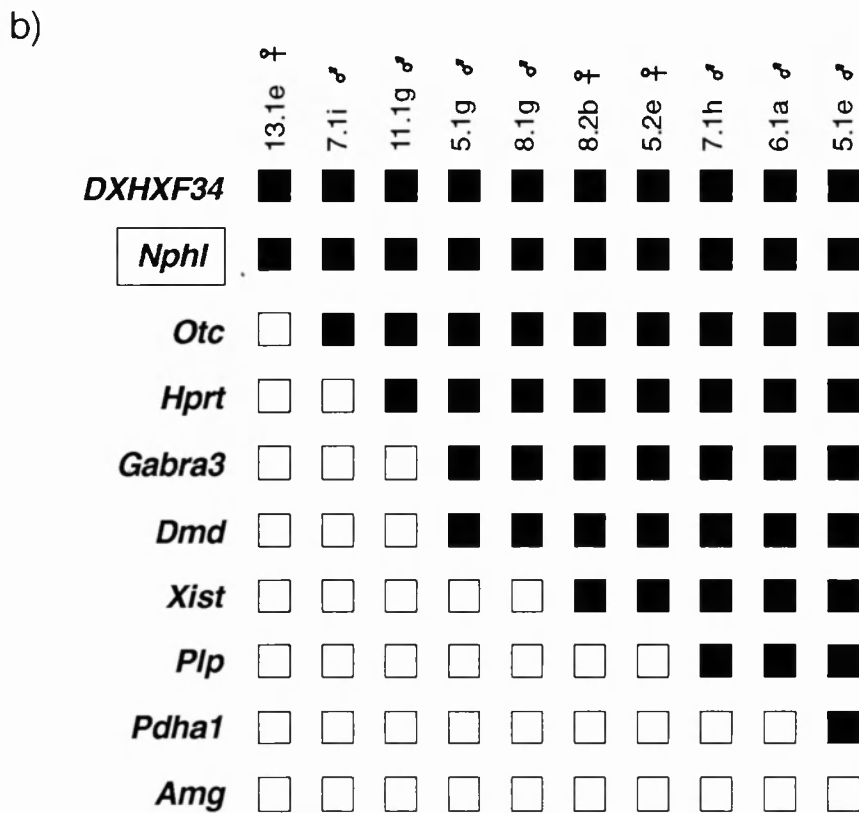 b)
13.1e ♀
7.1i ♂
11.1g ♂
5.1g ♂
8.1g ♂
8.2b ♀
5.2e ♀
7.1h ♂
6.1a ♂
5.1e ♂
DXHXF34
Nphl
Otc
Hprt
Gabra3
Dmd
Xist
Plp
Pdha1
Amg